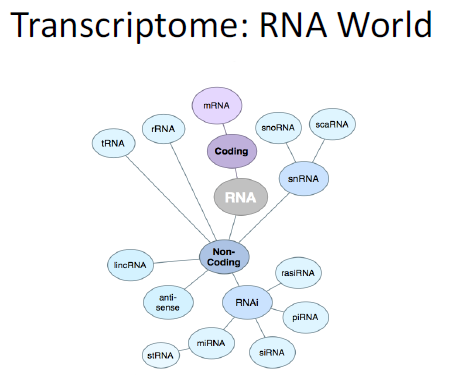 Transcriptome: RNA World
mRNA
rRNA
snoRNA
scaRNA
tRNA
Coding
snRNA
RNA
Non-
Coding
lincRNA
rasiRNA
anti-
sense
RNAi
piRNA
miRNA
stRNA
siRNA